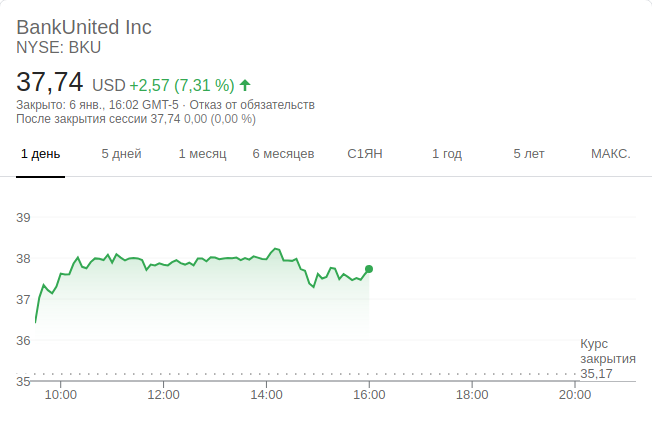 BankUnited Inc
NYSE: BKU
37,74 USD +2,57 (7,31 %)
Закрыто: 6 янв., 16:02 GMT-5 · Отказ от обязательств
После закрытия сессии 37,74 0,00 (0,00 %)
1 день 5 дней 1 месяц 6 месяцев С1ЯН 1 год 5 лет МАКС.
39
38
37
36
Курс
закрытия
35,17
35
10:00 12:00 14:00 16:00 18:00 20:00